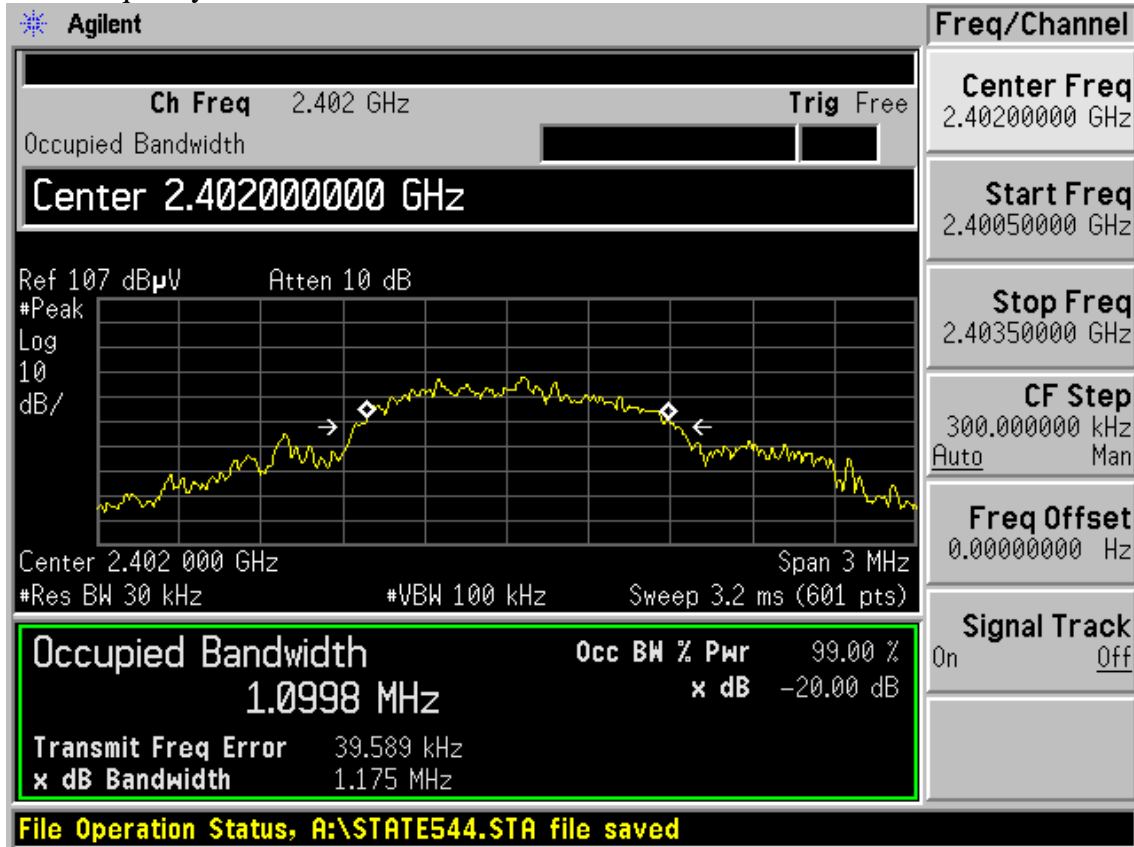 Agilent
Freq/Channel
Ch Freq 2.402 GHz Trig Free
Occupied Bandwidth
Center 2.402000000 GHz
Ref 107 dBµV Atten 10 dB
#Peak
Log
10
dB/
Center 2.402 000 GHz Span 3 MHz
#Res BW 30 kHz #VBW 100 kHz Sweep 3.2 ms (601 pts)
Occupied Bandwidth Occ BW % Pwr 99.00 %
1.0998 MHz x dB -20.00 dB
Transmit Freq Error 39.589 kHz
x dB Bandwidth 1.175 MHz
File Operation Status, A:\STATE544.STA file saved
Center Freq
2.40200000 GHz
Start Freq
2.40050000 GHz
Stop Freq
2.40350000 GHz
CF Step
300.000000 kHz
Auto Man
Freq Offset
0.00000000 Hz
Signal Track
On Off